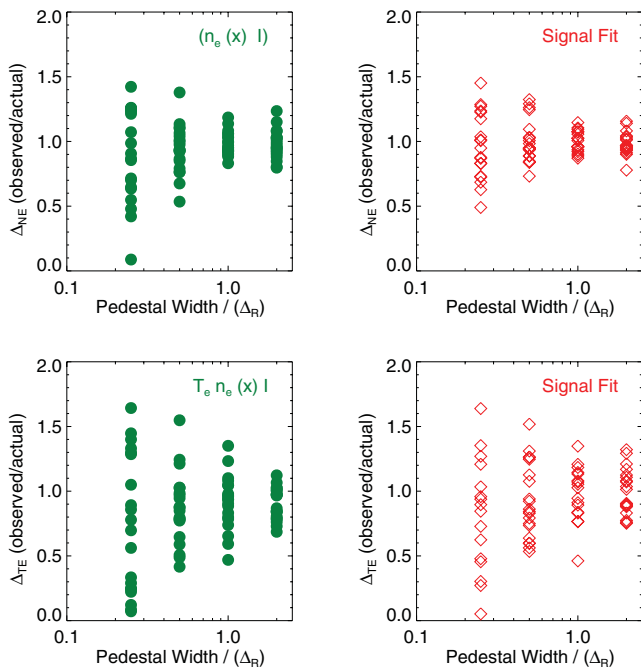 (nₑ (x) I)
2.0
1.5
1.0
0.5
0.0
Δ_NE (observed/actual)
0.1 1.0
Pedestal Width / (Δ_R)
Signal Fit
2.0
1.5
1.0
0.5
0.0
Δ_NE (observed/actual)
0.1 1.0
Pedestal Width / (Δ_R)
Tₑ nₑ (x) I
2.0
1.5
1.0
0.5
0.0
Δ_TE (observed/actual)
0.1 1.0
Pedestal Width / (Δ_R)
Signal Fit
2.0
1.5
1.0
0.5
0.0
Δ_TE (observed/actual)
0.1 1.0
Pedestal Width / (Δ_R)